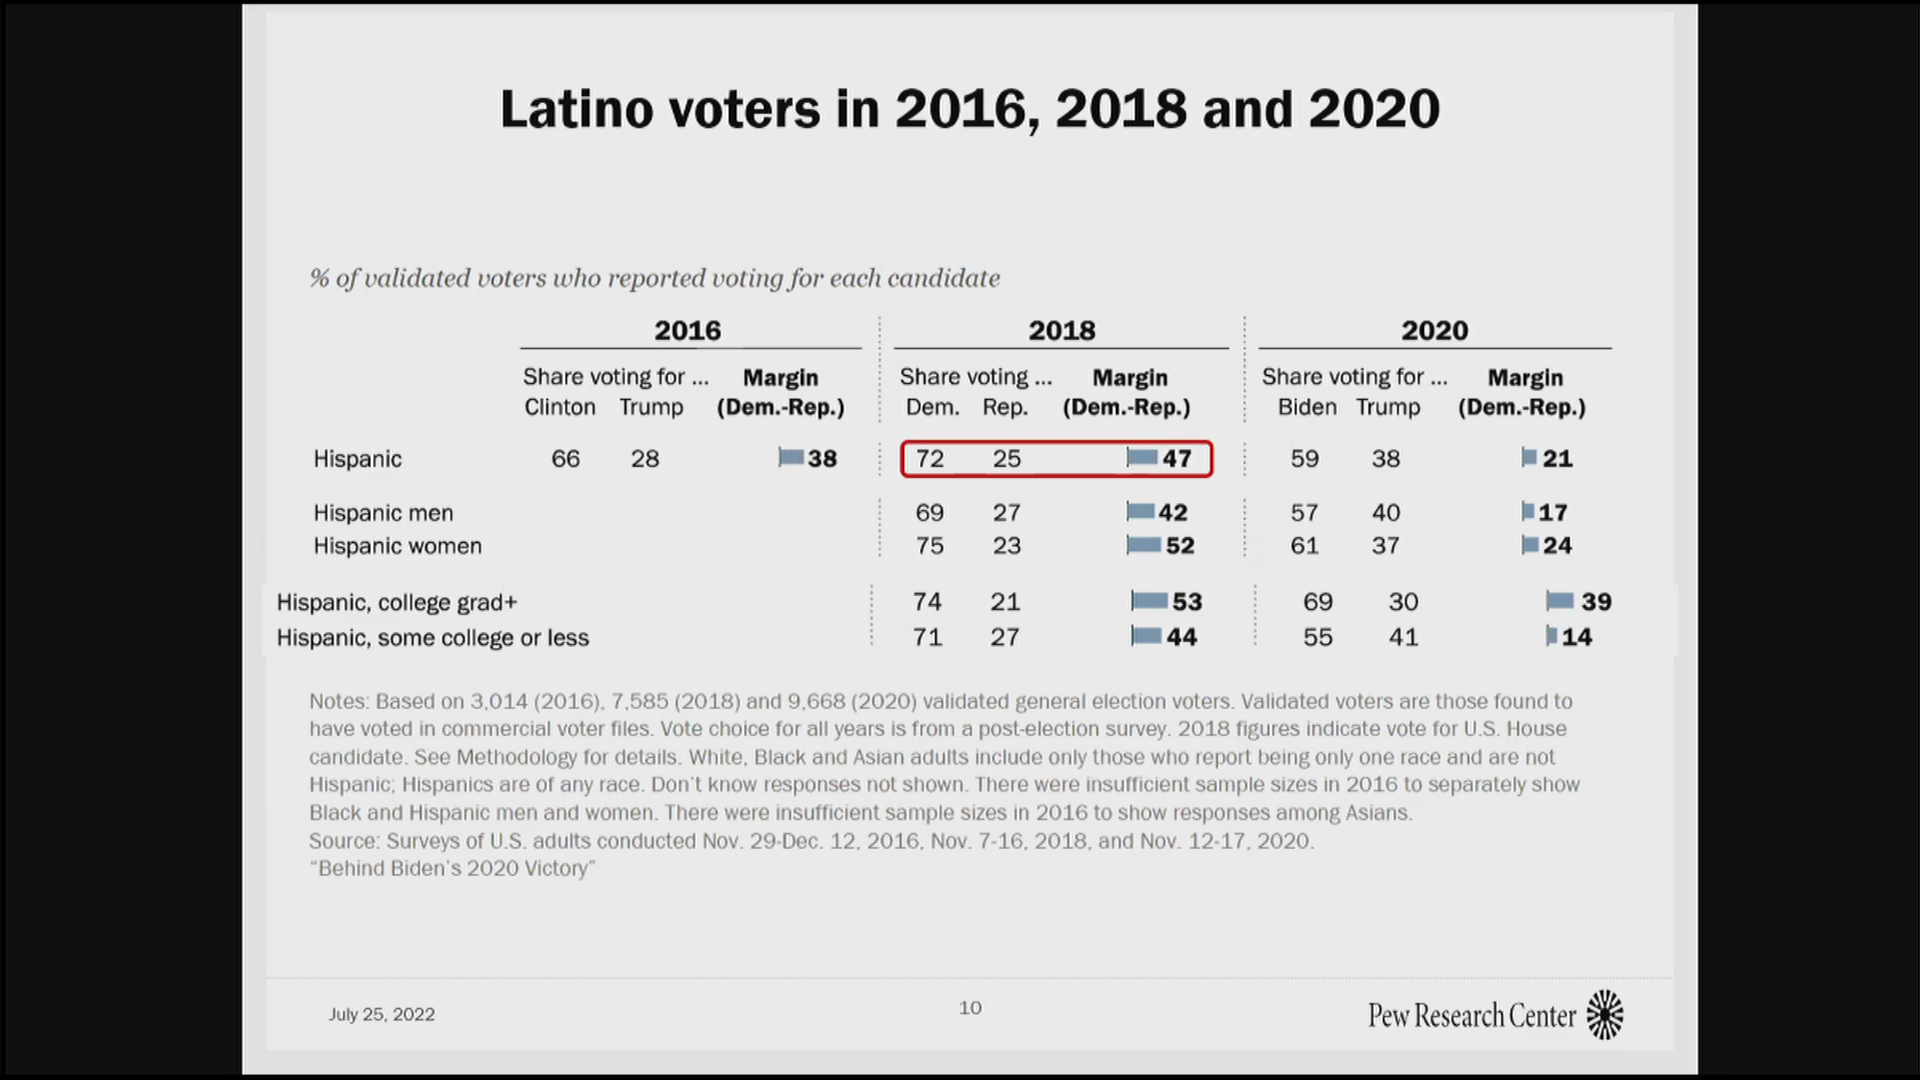 Latino voters in 2016, 2018 and 2020
% of validated voters who reported voting for each candidate
2016 2018 2020
Share voting for ... Margin Share voting ... Margin Share voting for ... Margin
Clinton Trump (Dem.-Rep.) Dem. Rep. (Dem.-Rep.) Biden Trump (Dem.-Rep.)
Hispanic 66 28 38 72 25 47 59 38 21
Hispanic men 69 27 42 57 40 17
Hispanic women 75 23 52 61 37 24
Hispanic, college grad+ 74 21 53 69 30 39
Hispanic, some college or less 71 27 44 55 41 14
Notes: Based on 3,014 (2016), 7,585 (2018) and 9,668 (2020) validated general election voters. Validated voters are those found to
have voted in commercial voter files. Vote choice for all years is from a post-election survey. 2018 figures indicate vote for U.S. House
candidate. See Methodology for details. White, Black and Asian adults include only those who report being only one race and are not
Hispanic; Hispanics are of any race. Don't know responses not shown. There were insufficient sample sizes in 2016 to separately show
Black and Hispanic men and women. There were insufficient sample sizes in 2016 to show responses among Asians.
Source: Surveys of U.S. adults conducted Nov. 29-Dec. 12, 2016, Nov. 7-16, 2018, and Nov. 12-17, 2020.
"Behind Biden's 2020 Victory"
July 25, 2022 10 Pew Research Center